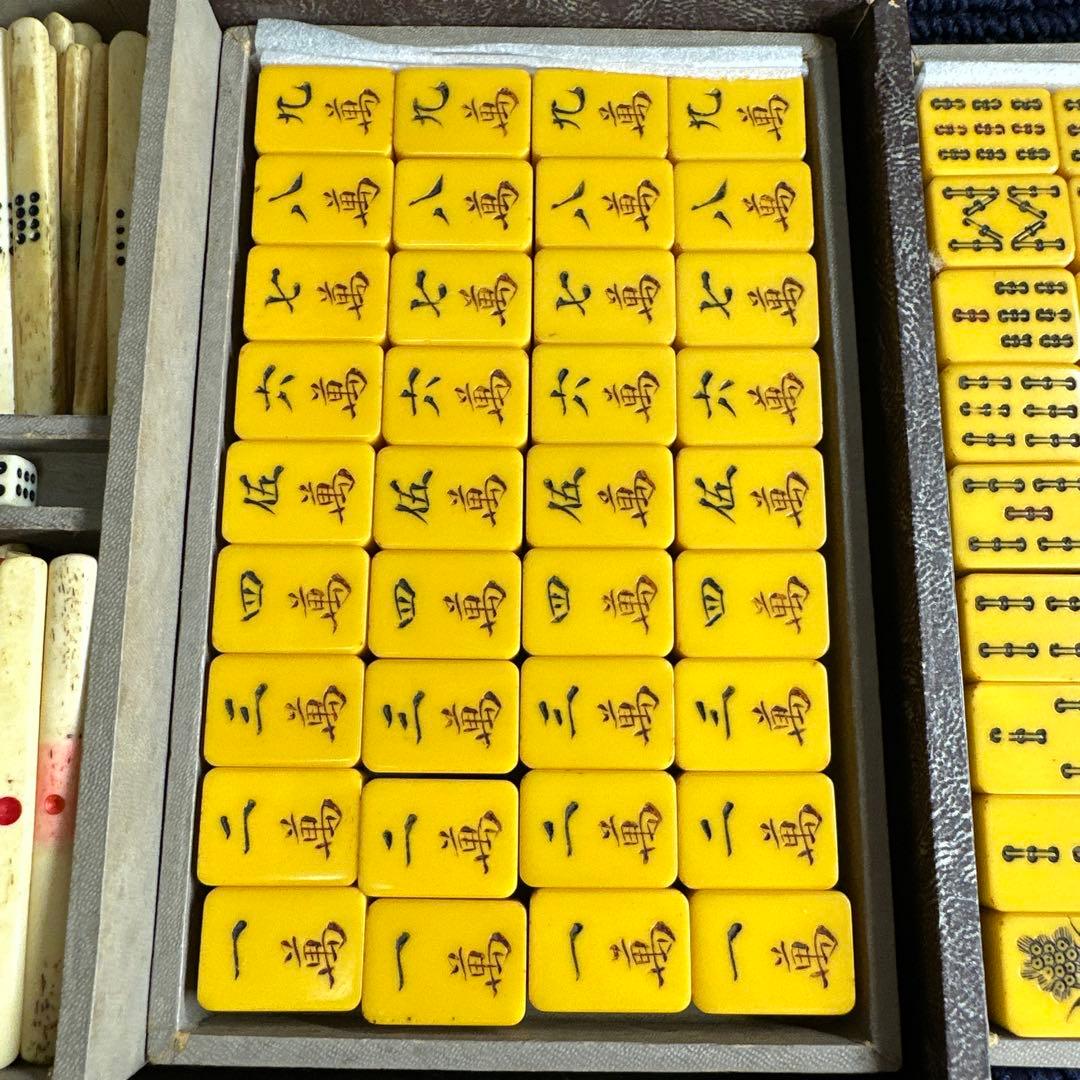 九萬 九萬 九萬 九萬
八萬 八萬 八萬 八萬
七萬 七萬 七萬 七萬
六萬 六萬 六萬 六萬
伍萬 伍萬 伍萬 伍萬
四萬 四萬 四萬 四萬
三萬 三萬 三萬 三萬
二萬 二萬 二萬 二萬
一萬 一萬 一萬 一萬